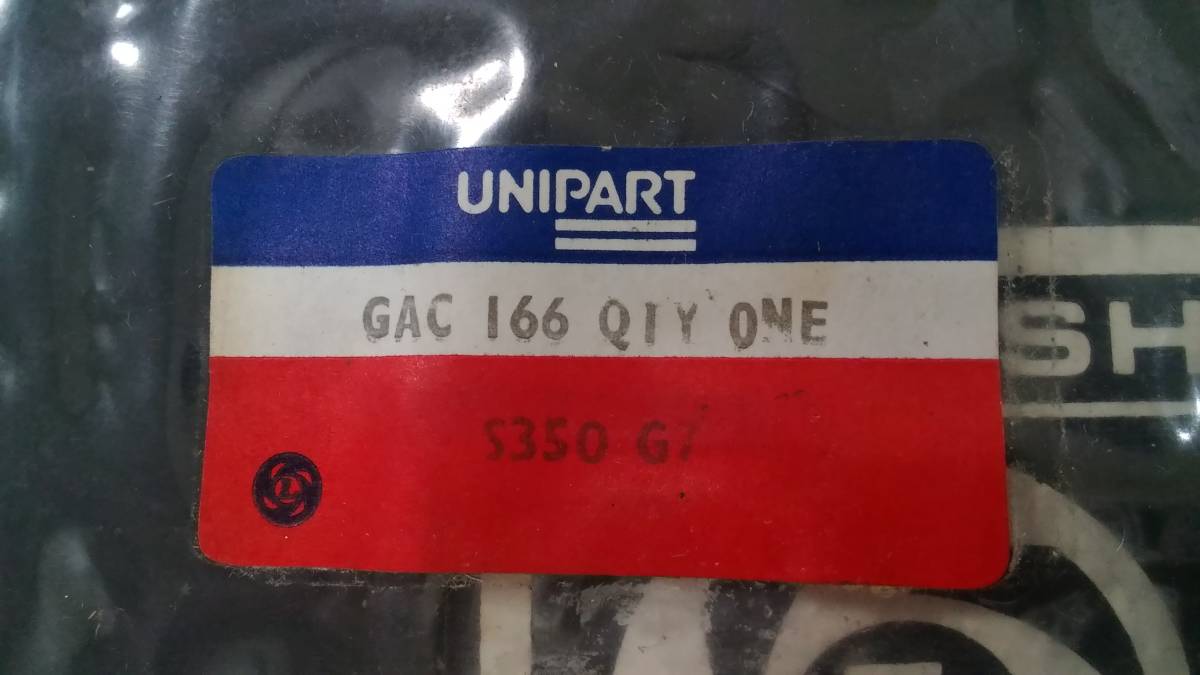 UNIPART
GAC 166 QTY ONE
SH
S350 G7
L